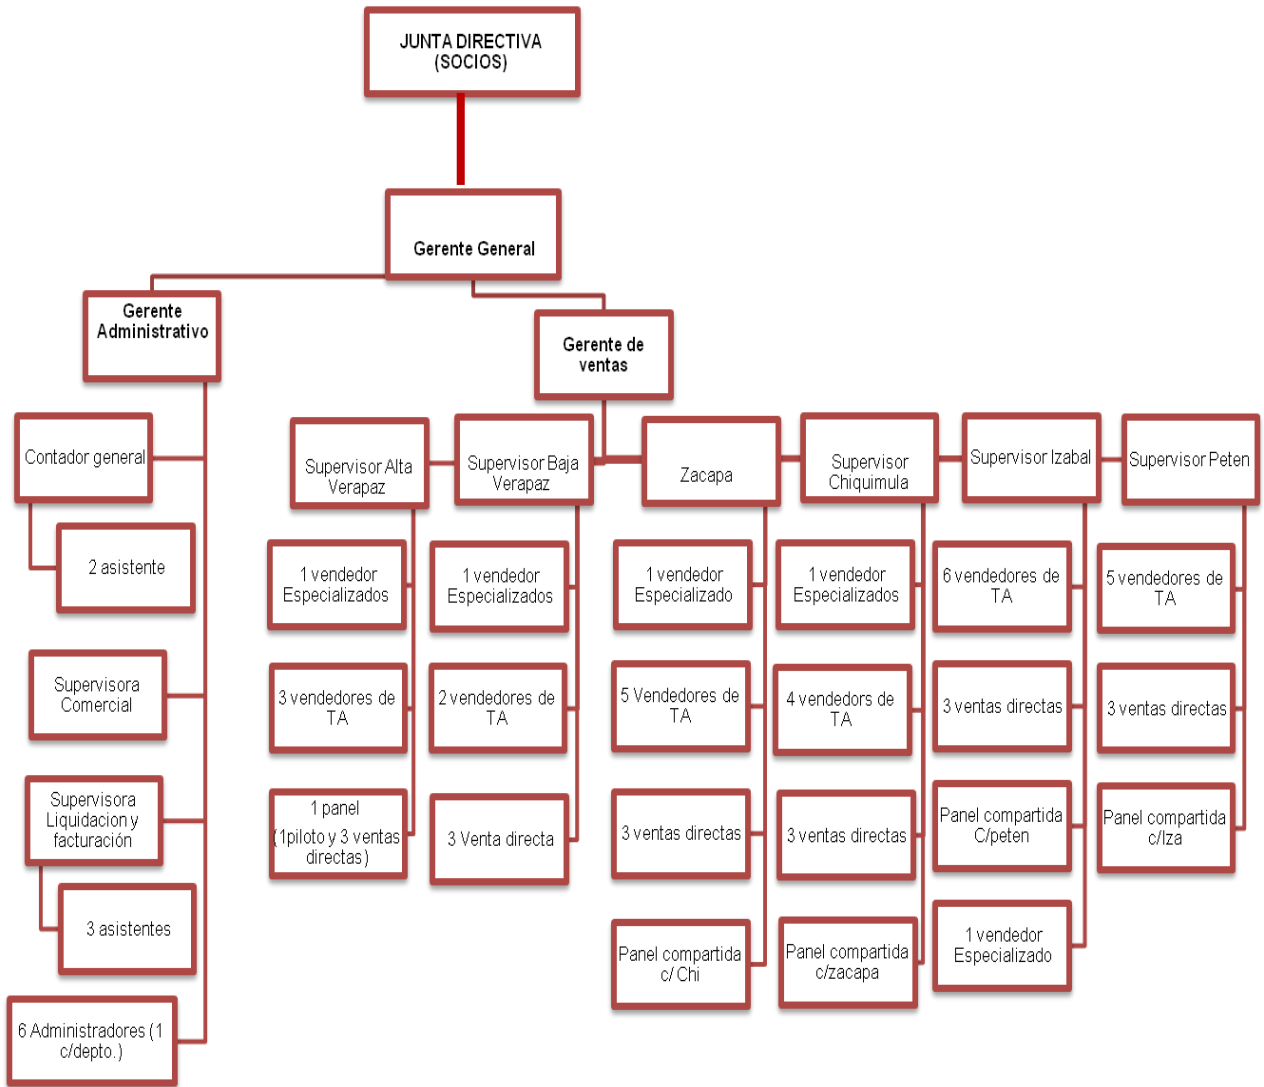 JUNTA DIRECTIVA
(SOCIOS)
Gerente General
Gerente
Administrativo
Gerente de
ventas
Contador general
2 asistente
Supervisora
Comercial
Supervisora
Liquidacion y
facturación
3 asistentes
6 Administradores (1
c/depto.)
Supervisor Alta
Verapaz
1 vendedor
Especializados
3 vendedores de
TA
1 panel
(1piloto y 3 ventas
directas)
Supervisor Baja
Verapaz
1 vendedor
Especializados
2 vendedores de
TA
3 Venta directa
Zacapa
1 vendedor
Especializado
5 Vendedores de
TA
3 ventas directas
Panel compartida
c/ Chi
Supervisor
Chiquimula
1 vendedor
Especializados
4 vendedors de
TA
3 ventas directas
Panel compartida
c/zacapa
Supervisor Izabal
6 vendedores de
TA
3 ventas directas
Panel compartida
C/peten
1 vendedor
Especializado
Supervisor Peten
5 vendedores de
TA
3 ventas directas
Panel compartida
c/Iza